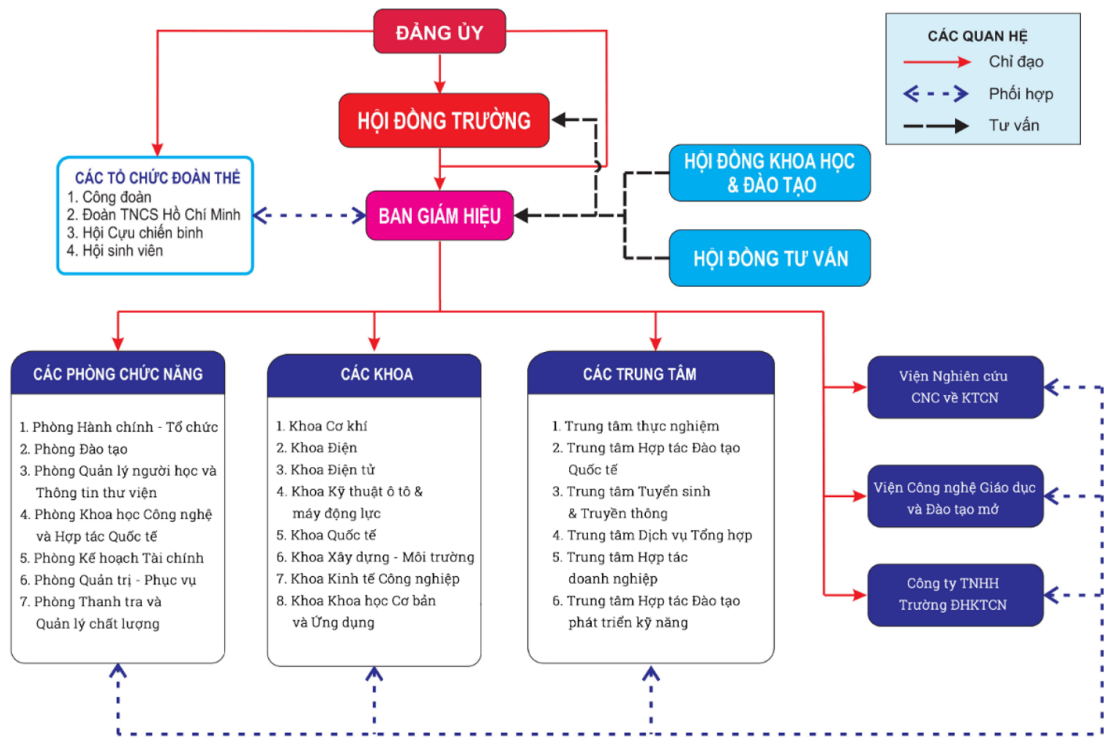 ĐẢNG ỦY
CÁC QUAN HỆ
Chỉ đạo
Phối hợp
Tư vấn
HỘI ĐỒNG TRƯỜNG
HỘI ĐỒNG KHOA HỌC
& ĐÀO TẠO
CÁC TỔ CHỨC ĐOÀN THỂ
1. Công đoàn
2. Đoàn TNCS Hồ Chí Minh
3. Hội Cựu chiến binh
4. Hội sinh viên
BAN GIÁM HIỆU
HỘI ĐỒNG TƯ VẤN
CÁC PHÒNG CHỨC NĂNG
1. Phòng Hành chính - Tổ chức
2. Phòng Đào tạo
3. Phòng Quản lý người học và
Thông tin thư viện
4. Phòng Khoa học Công nghệ
và Hợp tác Quốc tế
5. Phòng Kế hoạch Tài chính
6. Phòng Quản trị - Phục vụ
7. Phòng Thanh tra và
Quản lý chất lượng
CÁC KHOA
1. Khoa Cơ khí
2. Khoa Điện
3. Khoa Điện tử
4. Khoa Kỹ thuật ô tô &
máy động lực
5. Khoa Quốc tế
6. Khoa Xây dựng - Môi trường
7. Khoa Kinh tế Công nghiệp
8. Khoa Khoa học Cơ bản
và Ứng dụng
CÁC TRUNG TÂM
1. Trung tâm thực nghiệm
2. Trung tâm Hợp tác Đào tạo
Quốc tế
3. Trung tâm Tuyển sinh
& Truyền thông
4. Trung tâm Dịch vụ Tổng hợp
5. Trung tâm Hợp tác
doanh nghiệp
6. Trung tâm Hợp tác Đào tạo
phát triển kỹ năng
Viện Nghiên cứu
CNC về KTCN
Viện Công nghệ Giáo dục
và Đào tạo mở
Công ty TNHH
Trường ĐHKTCN